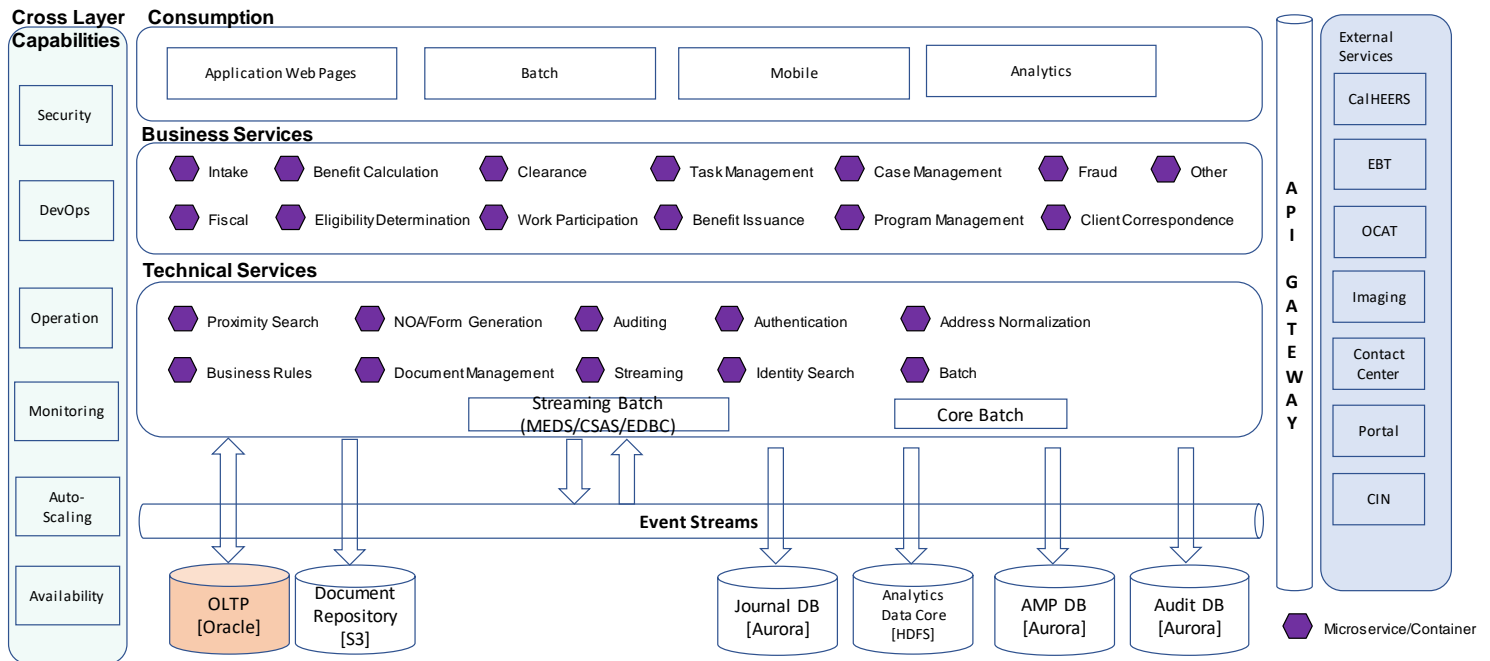 Cross Layer
Capabilities
Security
DevOps
Operation
Monitoring
Auto-
Scaling
Availability
Consumption
Application Web Pages
Batch
Mobile
Analytics
Business Services
Intake
Benefit Calculation
Clearance
Task Management
Case Management
Fraud
Other
Fiscal
Eligibility Determination
Work Participation
Benefit Issuance
Program Management
Client Correspondence
Technical Services
Proximity Search
NOA/Form Generation
Auditing
Authentication
Address Normalization
Business Rules
Document Management
Streaming
Identity Search
Batch
Streaming Batch
(MEDS/CSAS/EDBC)
Core Batch
Event Streams
OLTP
[Oracle]
Document
Repository
[S3]
Journal DB
[Aurora]
Analytics
Data Core
[HDFS]
AMP DB
[Aurora]
Audit DB
[Aurora]
A
P
I
G
A
T
E
W
A
Y
External
Services
CalHEERS
EBT
OCAT
Imaging
Contact
Center
Portal
CIN
Microservice/Container